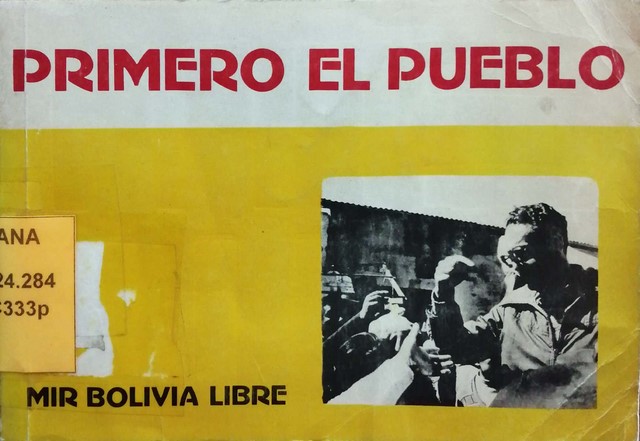 PRIMERO EL PUEBLO
ANA
24.284
333p
MIR BOLIVIA LIBRE